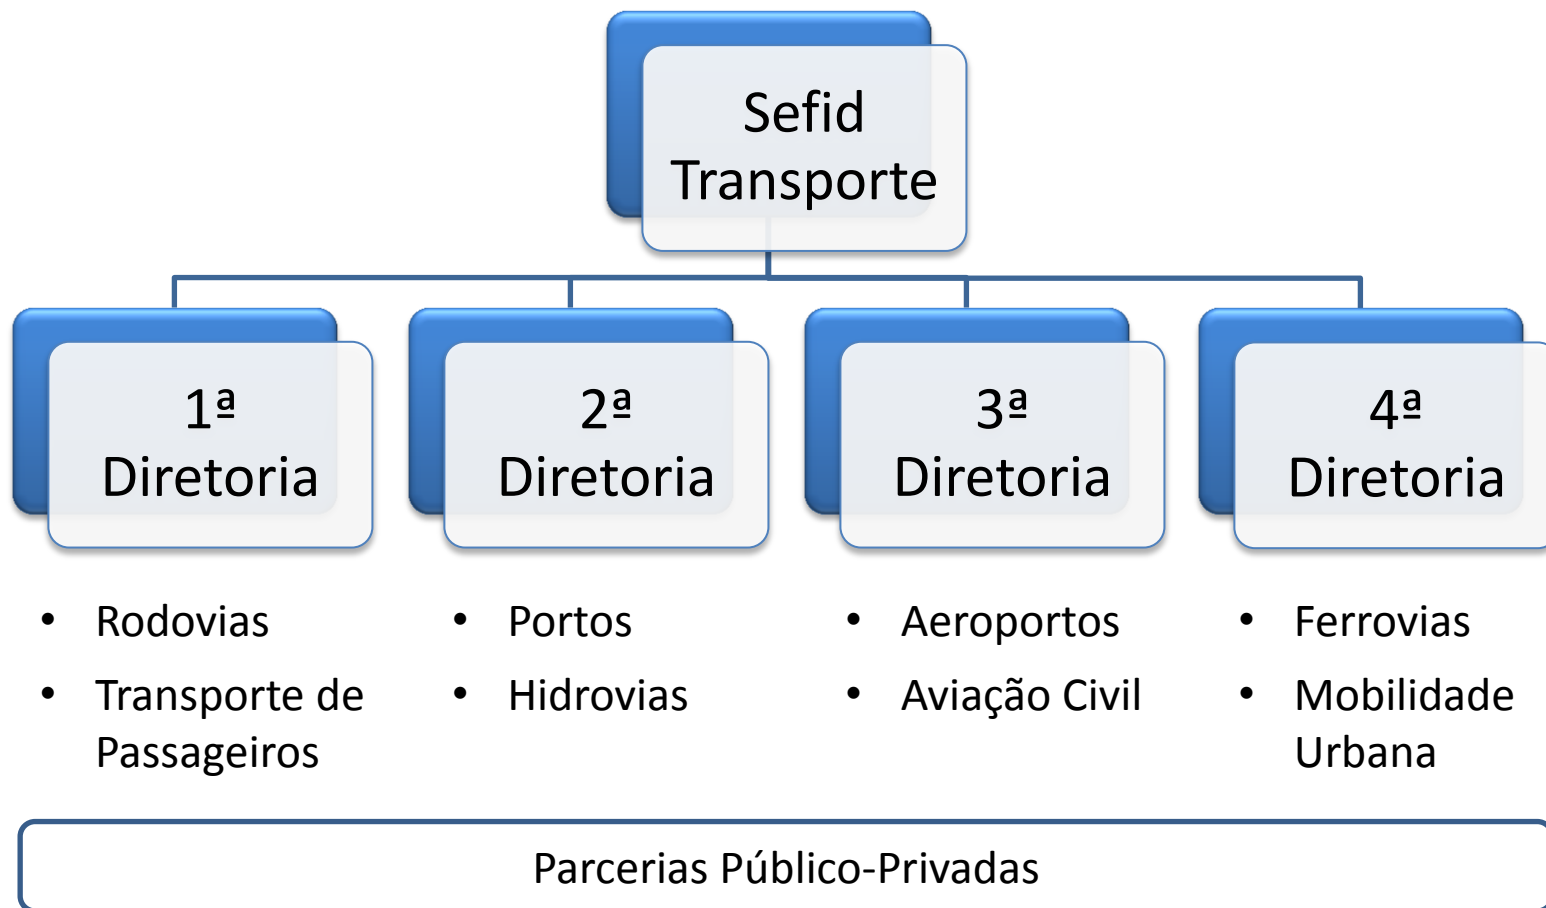 Sefid
Transporte
1ª
Diretoria
2ª
Diretoria
3ª
Diretoria
4ª
Diretoria
• Rodovias
• Transporte de
Passageiros
• Portos
• Hidrovias
• Aeroportos
• Aviação Civil
• Ferrovias
• Mobilidade
Urbana
Parcerias Público-Privadas